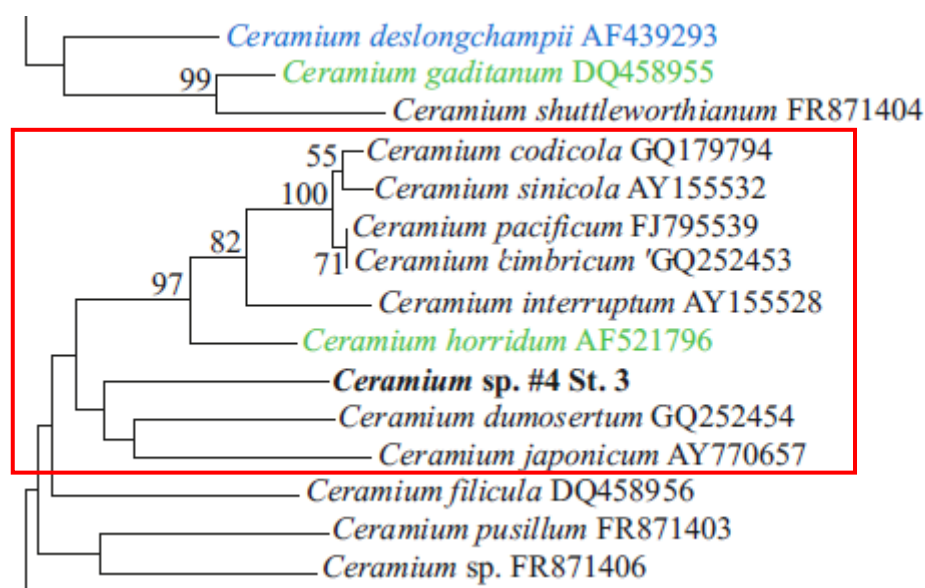 Ceramium deslongchampii AF439293
99 Ceramium gaditanum DQ458955
Ceramium shuttleworthianum FR871404
55 Ceramium codicola GQ179794
100 Ceramium sinicola AY155532
Ceramium pacificum FJ795539
82 71 Ceramium 'cimbricum 'GQ252453
97 Ceramium interruptum AY155528
Ceramium horridum AF521796
Ceramium sp. #4 St. 3
Ceramium dumosertum GQ252454
Ceramium japonicum AY770657
Ceramium filicula DQ458956
Ceramium pusillum FR871403
Ceramium sp. FR871406